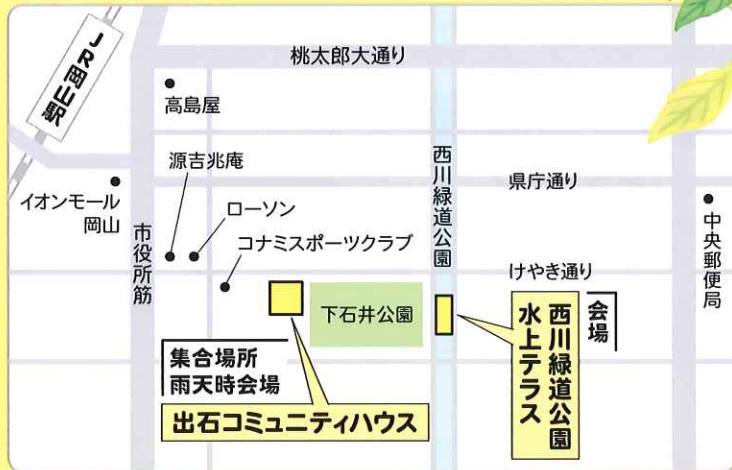 JR岡山駅
桃太郎大通り
高島屋
源吉兆庵
西川緑道公園
県庁通り
イオンモール
岡山
ローソン
市役所筋
コナミスポーツクラブ
中央郵便局
けやき通り
下石井公園
会場
西川緑道公園
水上テラス
集合場所
雨天時会場
出石コミュニティハウス